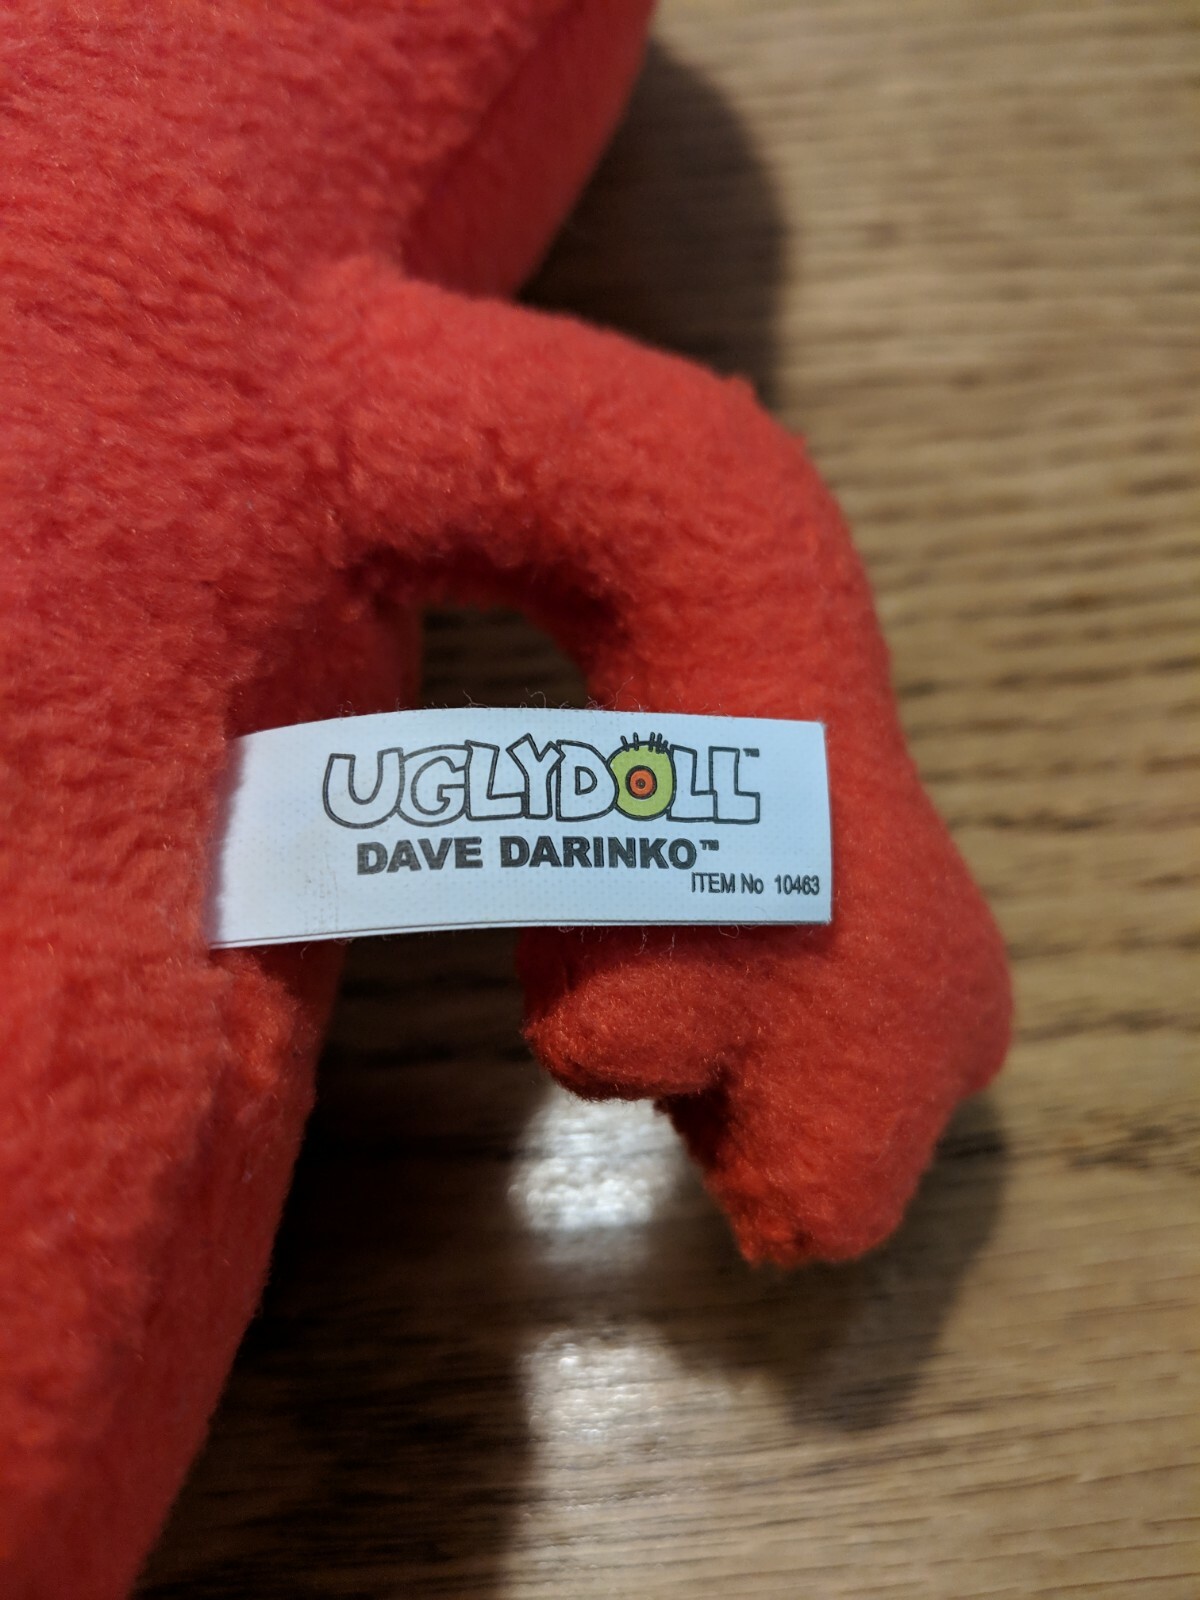 UGLYDOLL™
DAVE DARINKO™
ITEM No 10463